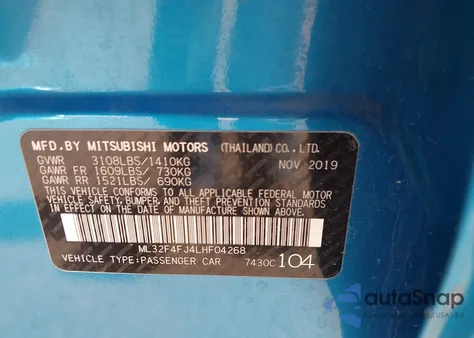 MFD.BY MITSUBISHI MOTORS (THAILAND) CO., LTD.
GVWR 3108LBS/1410KG NOV 2019
GAWR FR 1609LBS/ 730KG
GAWR RR 1521LBS/ 690KG
THIS VEHICLE CONFORMS TO ALL APPLICABLE FEDERAL MOTOR
VEHICLE SAFETY, BUMPER, AND THEFT PREVENTION STANDARDS
IN EFFECT ON THE DATE OF MANUFACTURE SHOWN ABOVE.
ML32F4FJ4LHF04268
VEHICLE TYPE:PASSENGER CAR 7430C 104
autoSnap